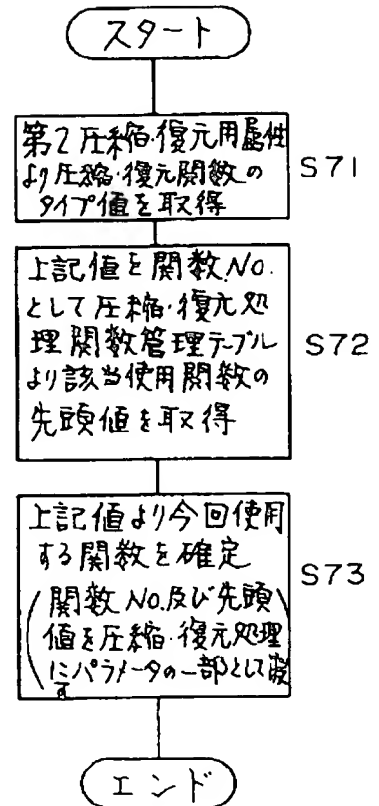 スタート
第2圧縮・復元用属性
より圧縮・復元関数の
タイプ値を取得
S71
上記値を関数No.
として圧縮・復元処
理関数管理テーブル
より該当使用関数の
先頭値を取得
S72
上記値より今回使用
する関数を確定
S73
(関数No.及び先頭
値を圧縮・復元処理
にパラメータの一部として渡
す)
エンド